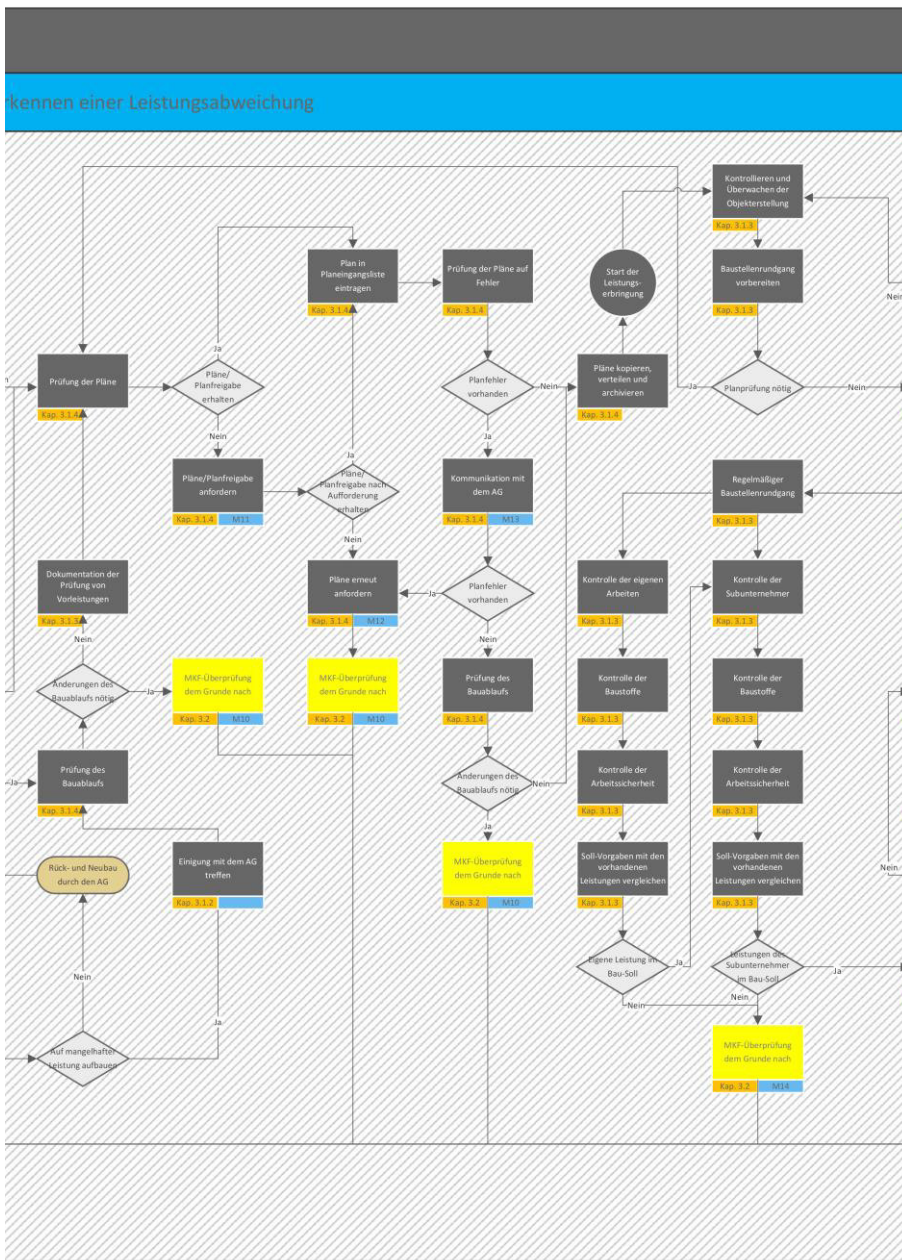 rkennen einer Leistungsabweichung
Kontrollieren und
Überwachen der
Objekterstellung
Kap. 3.1.3
Plan in
Planeingangsliste
eintragen
Kap. 3.1.4
Prüfung der Pläne auf
Fehler
Kap. 3.1.4
Start der
Leistungs-
erbringung
Baustellenrundgang
vorbereiten
Kap. 3.1.3
Nein
Ja
Prüfung der Pläne
Kap. 3.1.4
Pläne/
Planfreigabe
erhalten
Planfehler
vorhanden
Nein
Pläne kopieren,
verteilen und
archivieren
Kap. 3.1.4
Ja
Planprüfung nötig
Nein
Nein
Ja
Ja
Pläne/Planfreigabe
anfordern
Kap. 3.1.4
M11
Pläne/
Planfreigabe nach
Aufforderung
erhalten
Kommunikation mit
dem AG
Kap. 3.1.4
M13
Regelmäßiger
Baustellenrundgang
Kap. 3.1.3
Nein
Dokumentation der
Prüfung von
Vorleistungen
Kap. 3.1.3
Pläne erneut
anfordern
Kap. 3.1.4
M12
Ja
Planfehler
vorhanden
Kontrolle der eigenen
Arbeiten
Kap. 3.1.3
Kontrolle der
Subunternehmer
Kap. 3.1.3
Nein
Nein
Änderungen des
Bauablaufs nötig
Ja
MKF-Überprüfung
dem Grunde nach
Kap. 3.2
M10
MKF-Überprüfung
dem Grunde nach
Kap. 3.2
M10
Prüfung des
Bauablaufs
Kap. 3.1.4
Kontrolle der
Baustoffe
Kap. 3.1.3
Kontrolle der
Baustoffe
Kap. 3.1.3
Ja
Prüfung des
Bauablaufs
Kap. 3.1.4
Änderungen des
Bauablaufs nötig
Nein
Kontrolle der
Arbeitssicherheit
Kap. 3.1.3
Kontrolle der
Arbeitssicherheit
Kap. 3.1.3
Ja
Rück- und Neubau
durch den AG
Einigung mit dem AG
treffen
Kap. 3.1.2
MKF-Überprüfung
dem Grunde nach
Kap. 3.2
M10
Soll-Vorgaben mit den
vorhandenen
Leistungen vergleichen
Kap. 3.1.3
Soll-Vorgaben mit den
vorhandenen
Leistungen vergleichen
Kap. 3.1.3
Nein
Nein
Ja
Eigene Leistung im
Bau-Soll
Ja
Leistungen des
Subunternehmer
im Bau-Soll
Ja
Nein
Nein
Auf mangelhafter
Leistung aufbauen
MKF-Überprüfung
dem Grunde nach
Kap. 3.2
M14